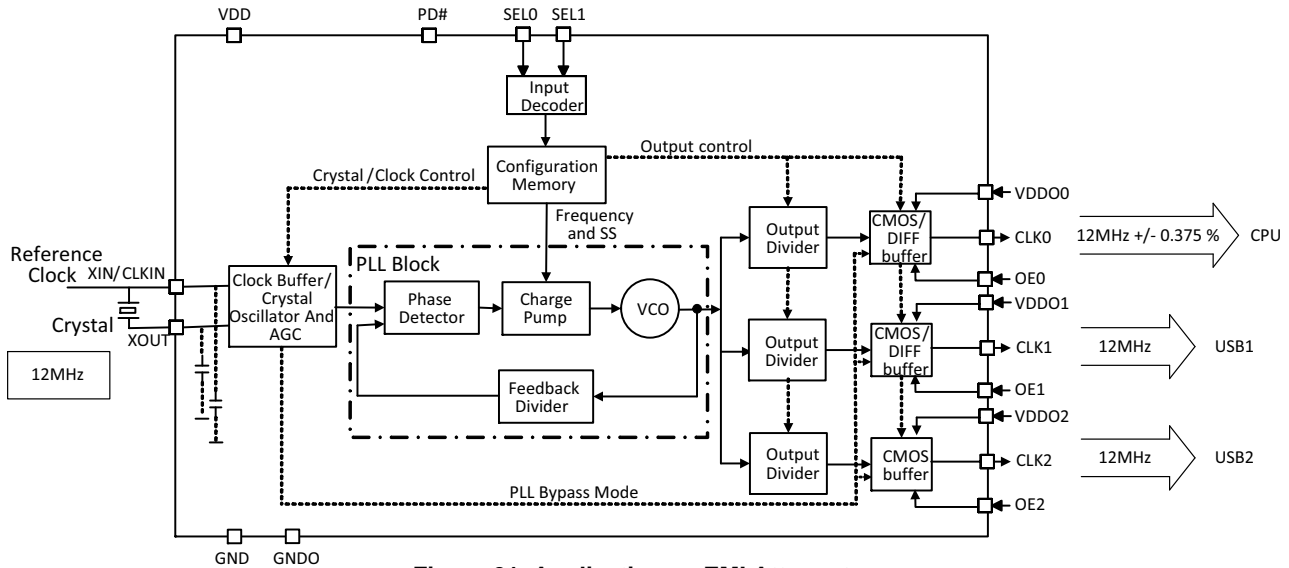 VDD
PD#
SEL0
SEL1
Input
Decoder
Configuration
Memory
Output control
Crystal/Clock Control
Frequency
and SS
Reference
Clock
XIN/CLKIN
Crystal
XOUT
12MHz
Clock Buffer/
Crystal
Oscillator And
AGC
PLL Block
Phase
Detector
Charge
Pump
VCO
Feedback
Divider
PLL Bypass Mode
Output
Divider
Output
Divider
Output
Divider
CMOS/
DIFF
buffer
CMOS/
DIFF
buffer
CMOS
buffer
VDDO0
CLK0
OE0
VDDO1
CLK1
OE1
VDDO2
CLK2
OE2
12MHz +/- 0.375 %
CPU
12MHz
USB1
12MHz
USB2
GND
GNDO